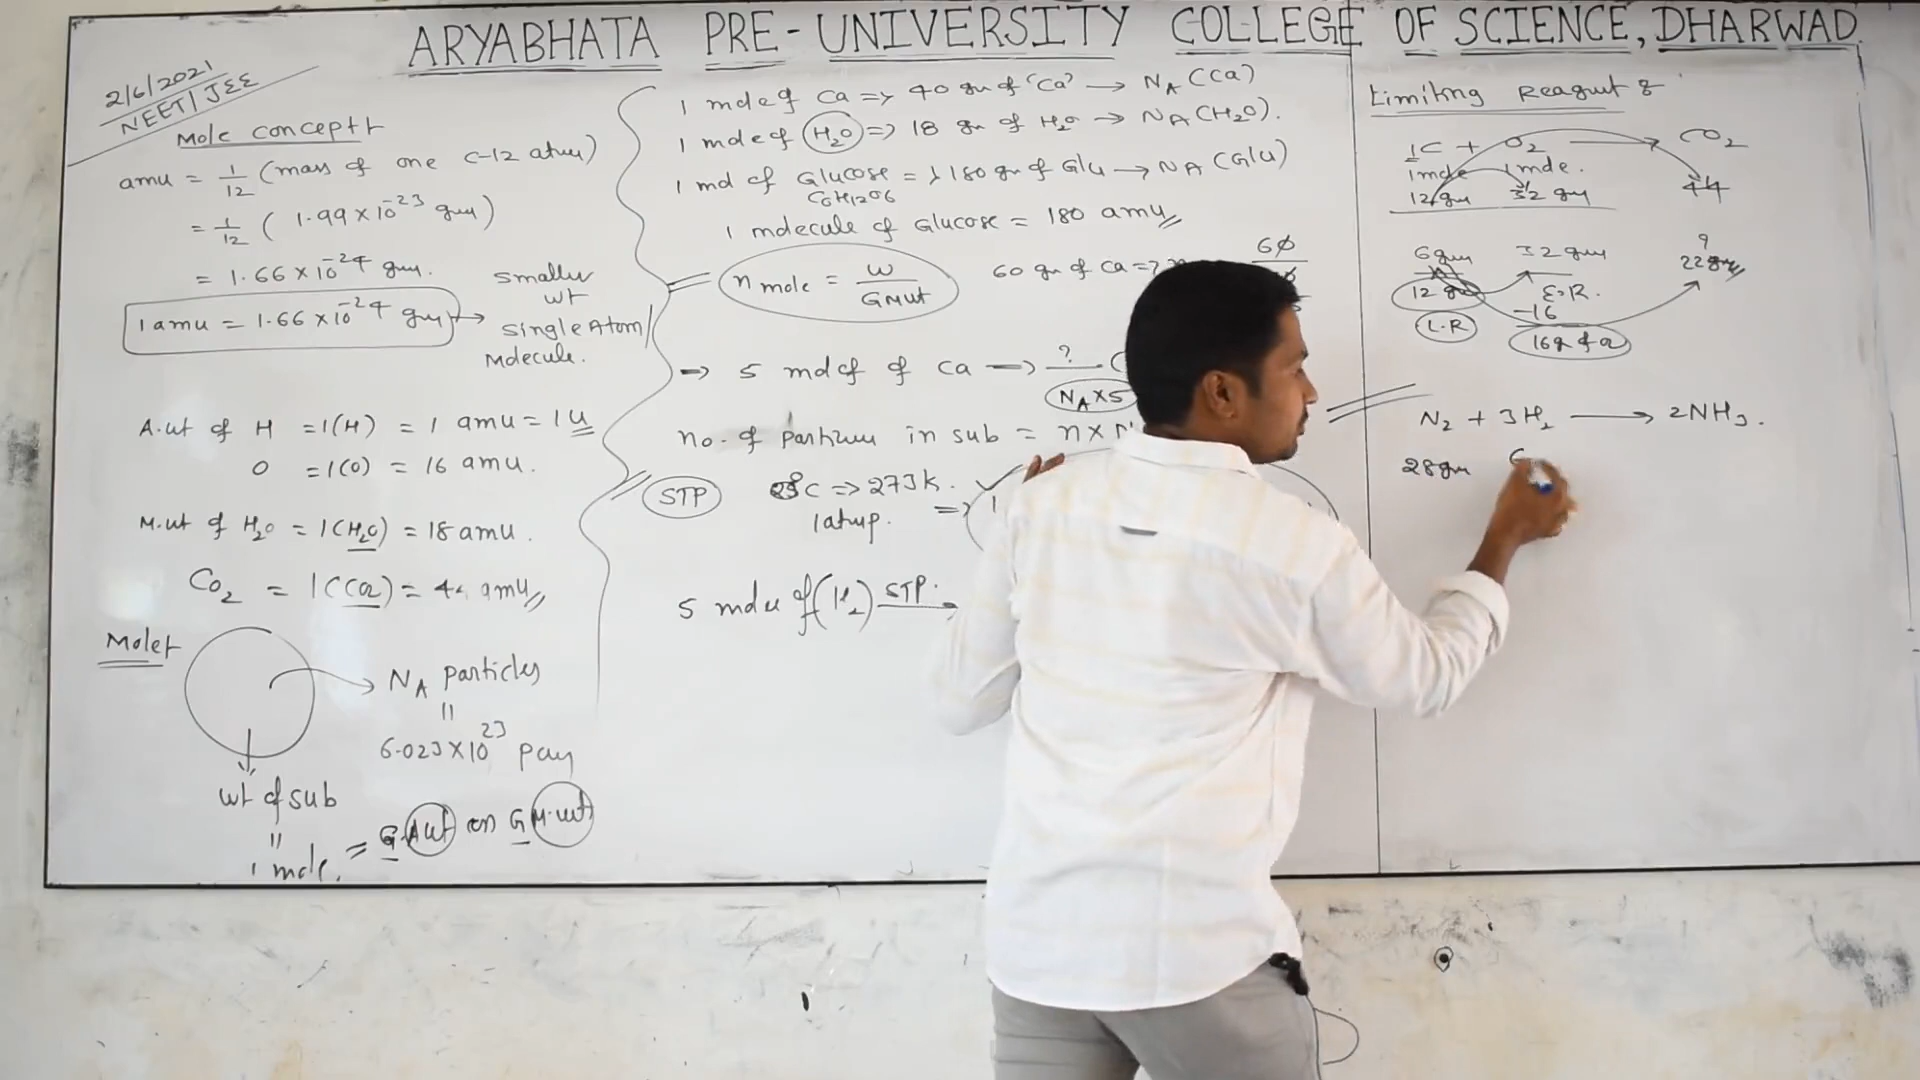 ARYABHATA PRE-UNIVERSITY COLLEGE OF SCIENCE, DHARWAD
2/6/2021
NEET/JEE
Mole concept
amu = 1/12 (mass of one C-12 atom)
= 1/12 ( 1.99 × 10⁻²³ gm)
= 1.66 × 10⁻²⁴ gm.
1 amu = 1.66 × 10⁻²⁴ gm →
smaller
wt
single Atom/
Molecule.
A.wt of H = 1(H) = 1 amu = 1u
O = 1(O) = 16 amu.
M.wt of H₂O = 1(H₂O) = 18 amu.
CO₂ = 1(CO₂) = 44 amu
Mole
NA particles
॥
6.023 × 10²³ par
wt of sub
॥
1 mole. = G.Awt or G M.wt
1 mole of Ca => 40 gm of 'Ca' → NA (Ca)
1 mole of H₂O => 18 gm of H₂O → NA (H₂O).
1 mol of Glucose => 180 gm of Glu → NA (Glu)
C₆H₁₂O₆
1 molecule of Glucose = 180 amu
n mole = W/GMwt
60 gm of Ca =>
60
→ 5 mol of Ca → ?
NA × 5
no. of particles in sub = n ×
STP
°C => 273K.
1 atmp. =>
5 mole of (H₂) STP
Limiting Reagent :
1C + O₂ → CO₂
1 mole 1 mole.
12 gm 32 gm 44
6 gm 32 gm ?
22 gm
12 gm E.R.
L.R -16
16 g of O₂
N₂ + 3H₂ → 2NH₃.
28 gm 6